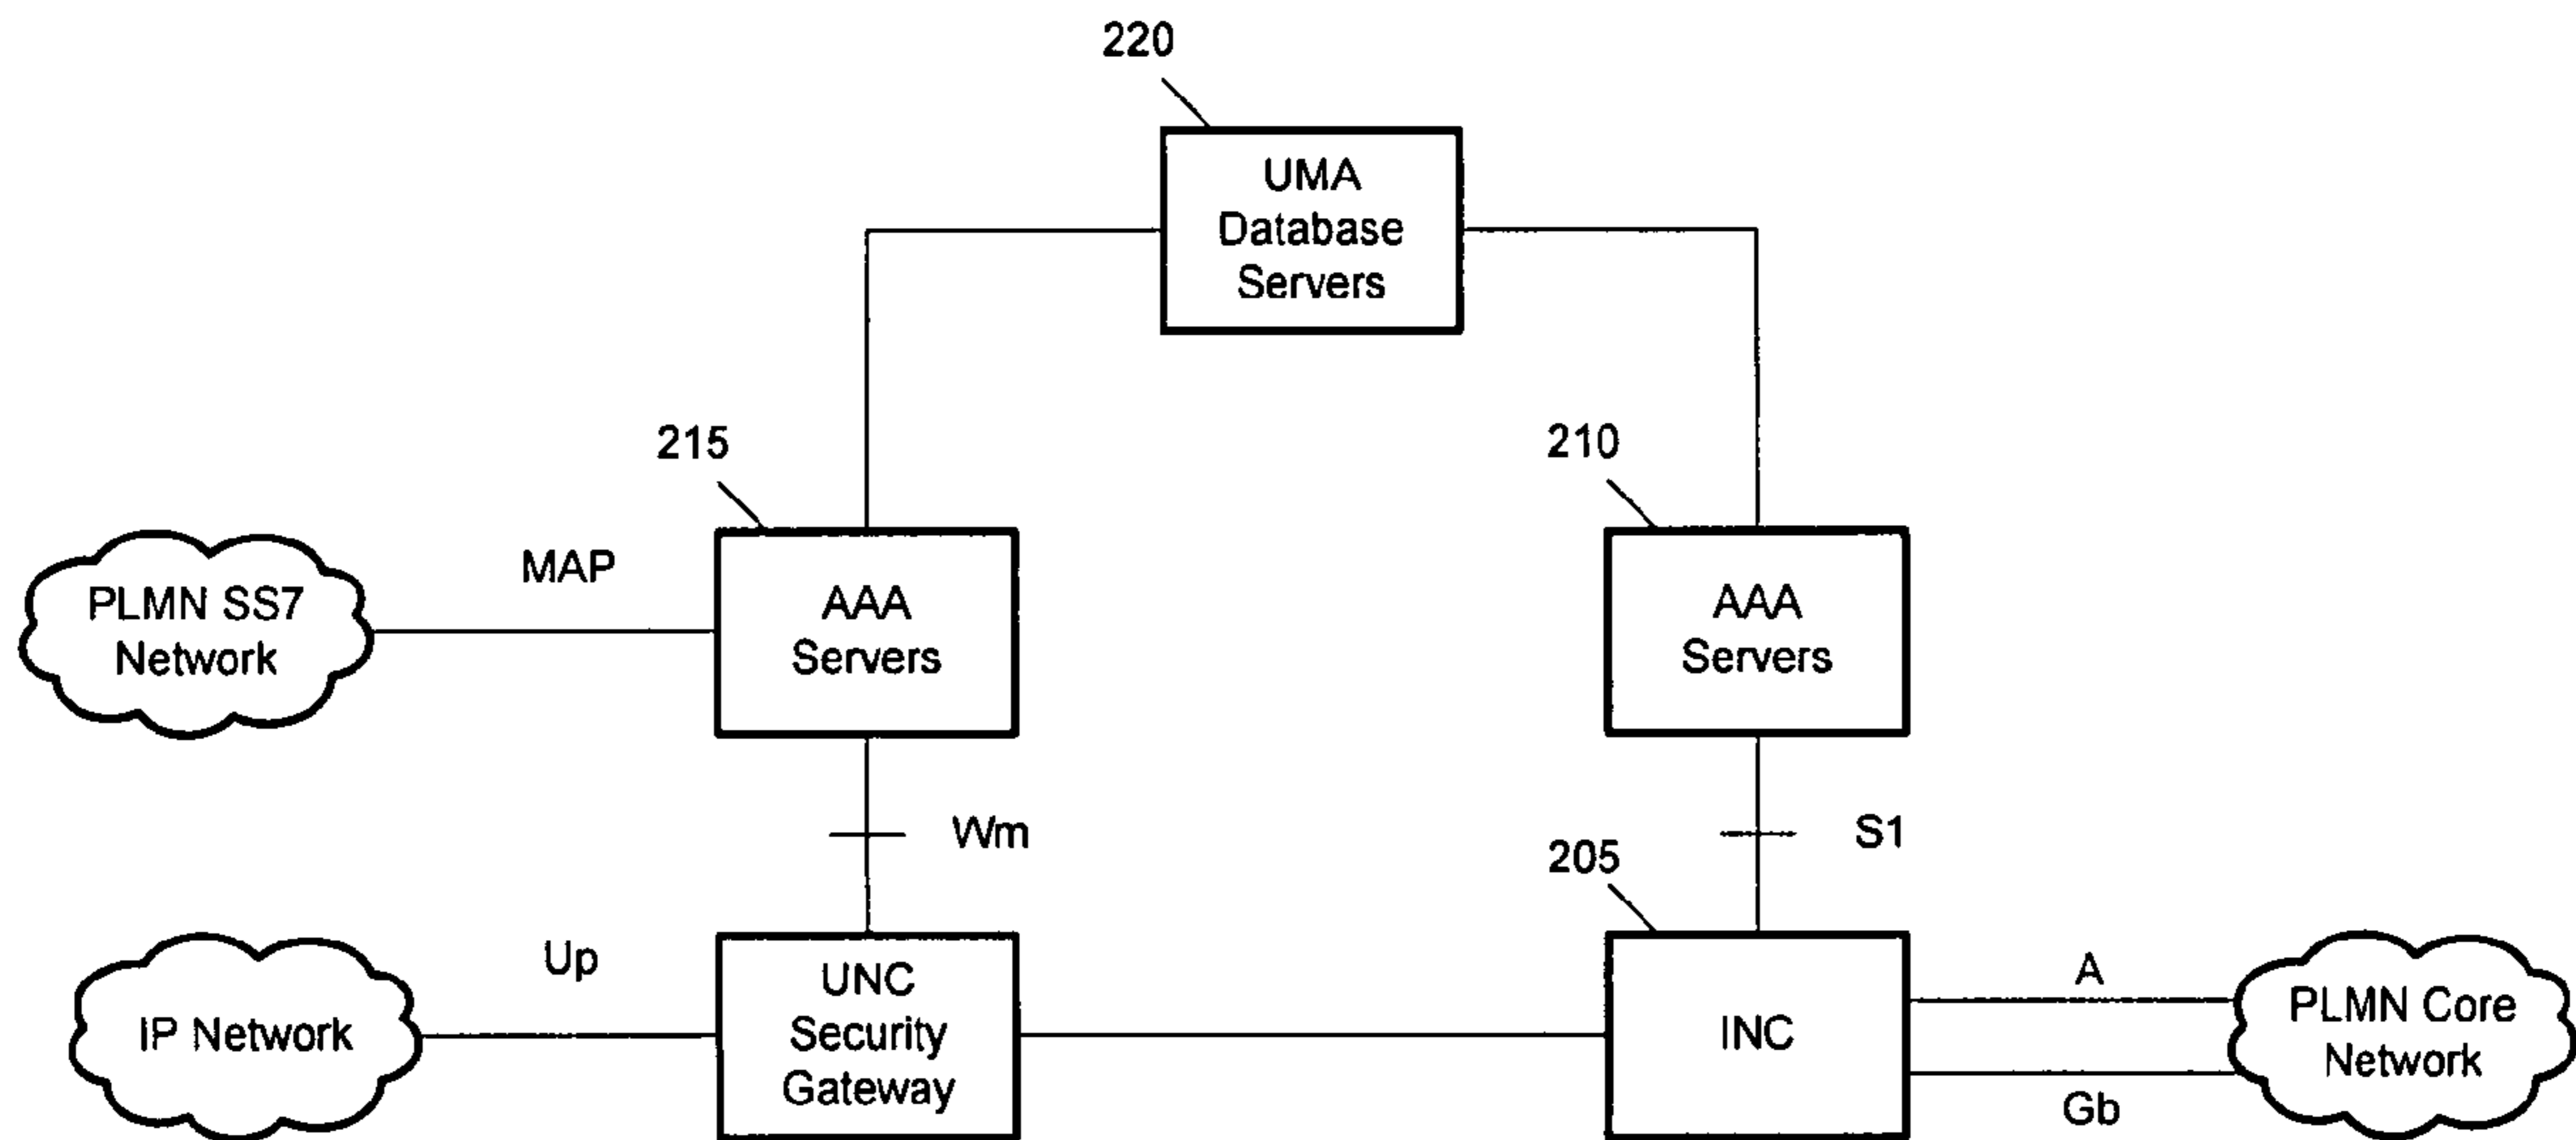 220
UMA
Database
Servers
215
210
PLMN SS7
Network
MAP
AAA
Servers
AAA
Servers
Wm
S1
205
IP Network
Up
UNC
Security
Gateway
INC
A
Gb
PLMN Core
Network